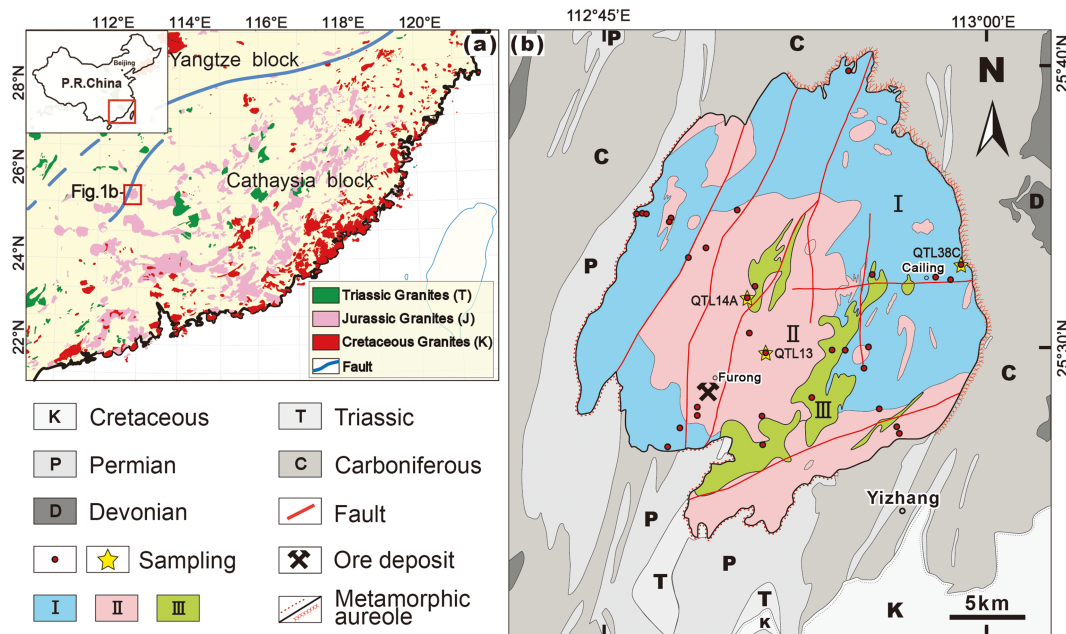 112°E
114°
116°
118°
120°E
(a)
28°N
26°N
24°N
22°N
Beijing
P.R.China
Yangtze block
Cathaysia block
Fig.1b
Triassic Granites (T)
Jurassic Granites (J)
Cretaceous Granites (K)
Fault
K Cretaceous
T Triassic
P Permian
C Carboniferous
D Devonian
Fault
Sampling
Ore deposit
I II III
Metamorphic
aureole
112°45′E
113°00′E
(b)
P
C
25°40′N
N
C
D
I
QTL38C
Cailing
P
QTL14A
II
QTL13
25°30′N
Furong
C
III
Yizhang
P
P
T
T
K
K
5km